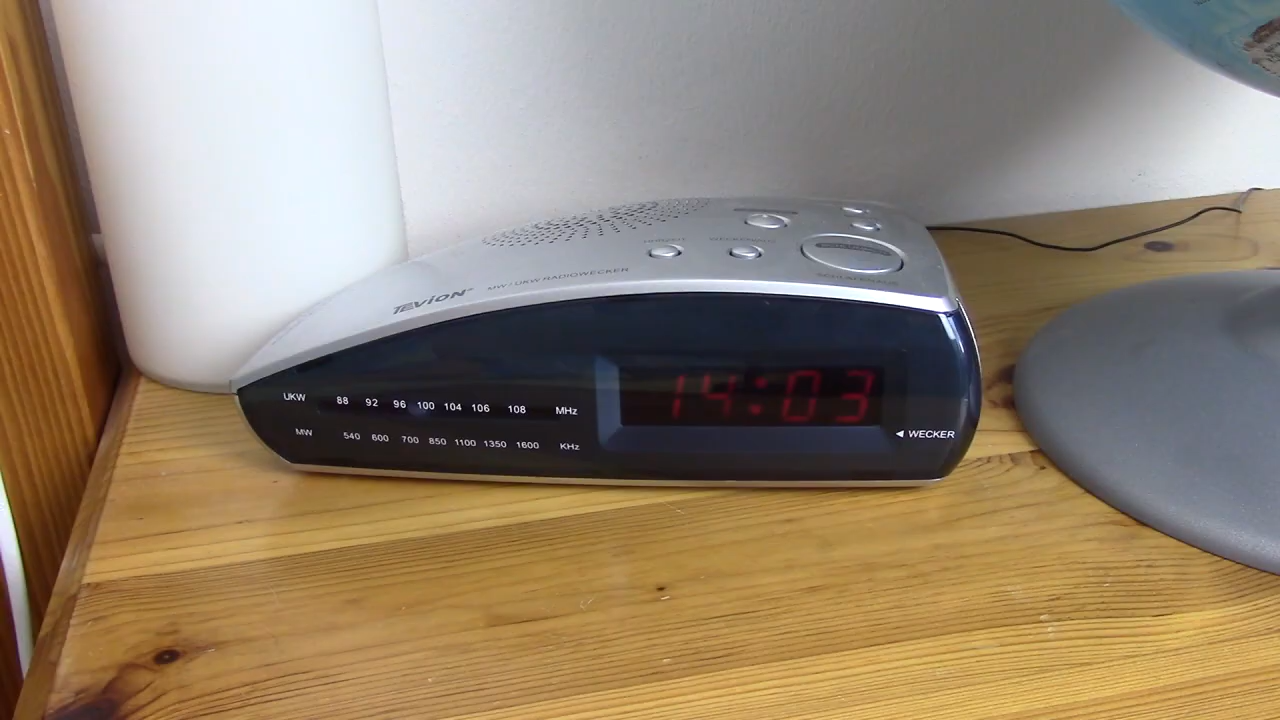 TEViON MW / UKW RADIOWECKER
14:03
UKW 88 92 96 100 104 106 108 MHz
◄ WECKER
MW 540 600 700 850 1100 1350 1600 KHz